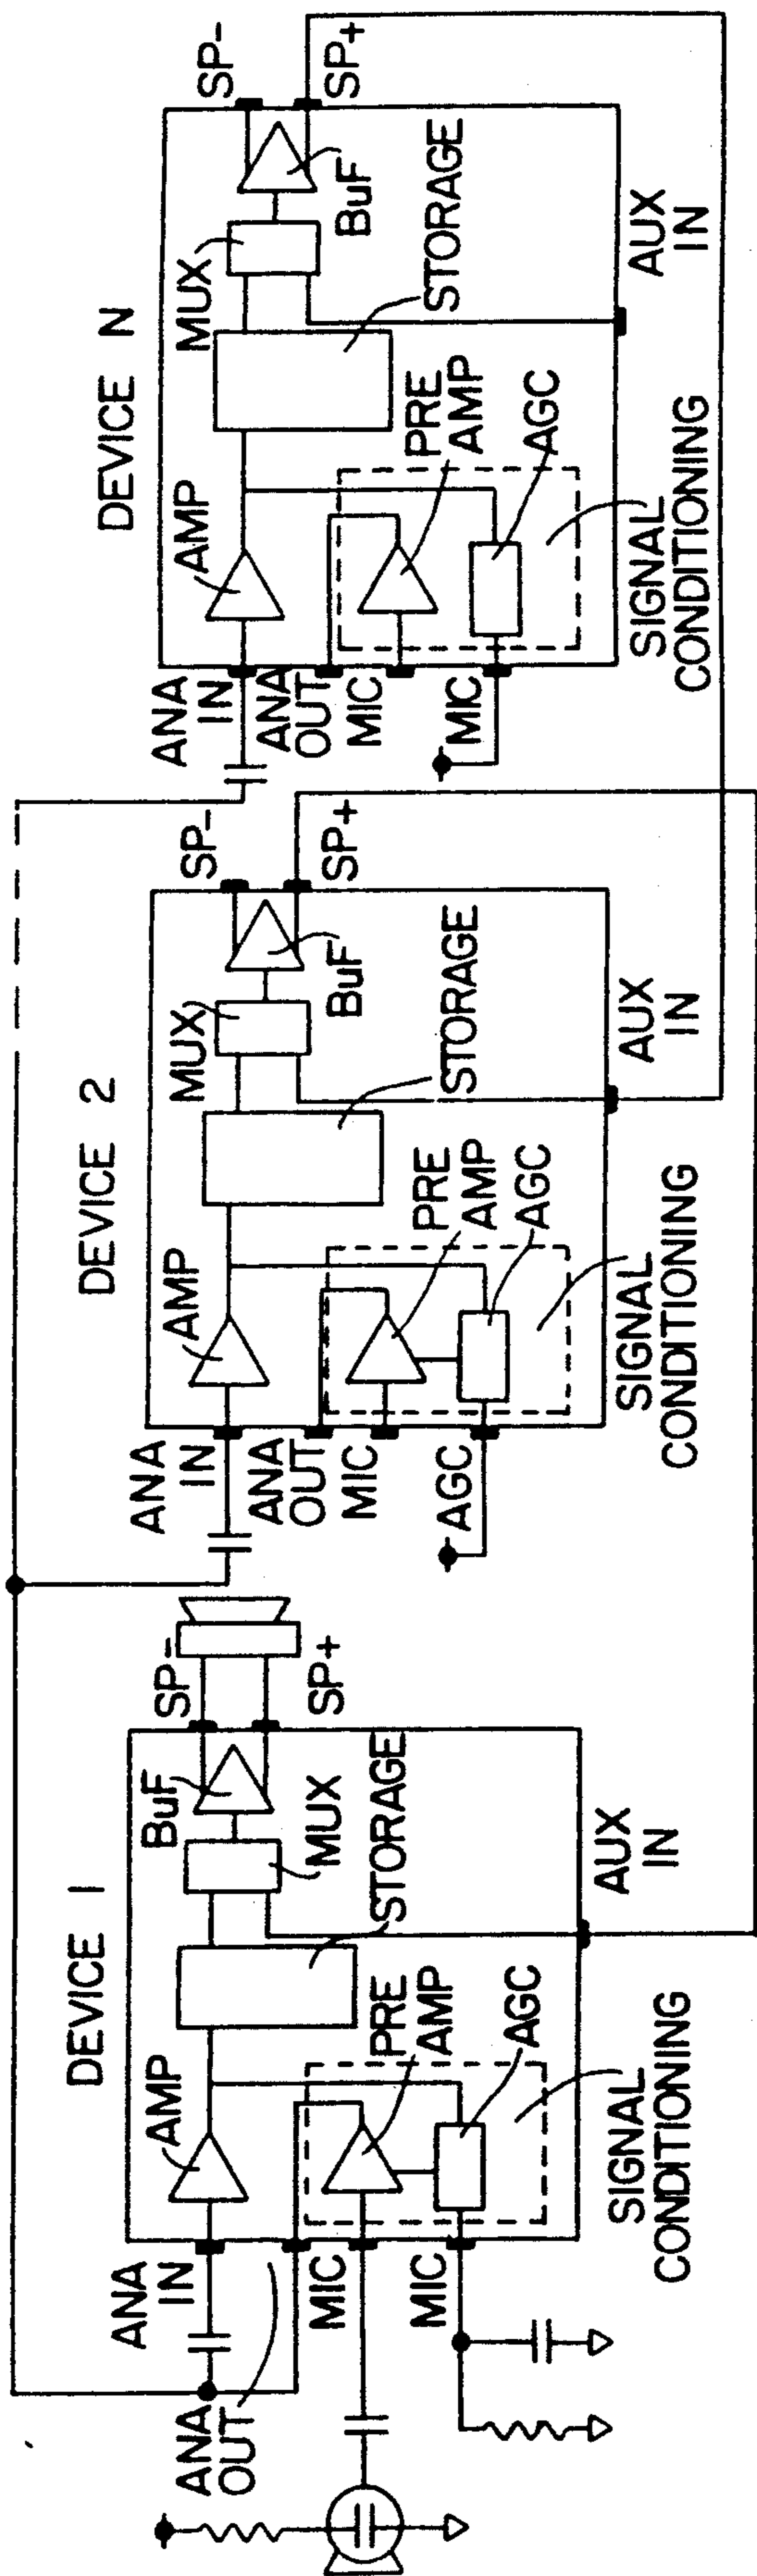 DEVICE 1
ANA
IN
ANA
OUT
MIC
MIC
AMP
PRE
AMP
AGC
STORAGE
MUX
BuF
SP-
SP+
AUX
IN
SIGNAL
CONDITIONING
DEVICE 2
ANA
IN
ANA
OUT
MIC
AGC
AMP
PRE
AMP
AGC
STORAGE
MUX
BuF
SP-
SP+
AUX
IN
SIGNAL
CONDITIONING
DEVICE N
ANA
IN
ANA
OUT
MIC
MIC
AMP
PRE
AMP
AGC
STORAGE
MUX
BuF
SP-
SP+
AUX
IN
SIGNAL
CONDITIONING